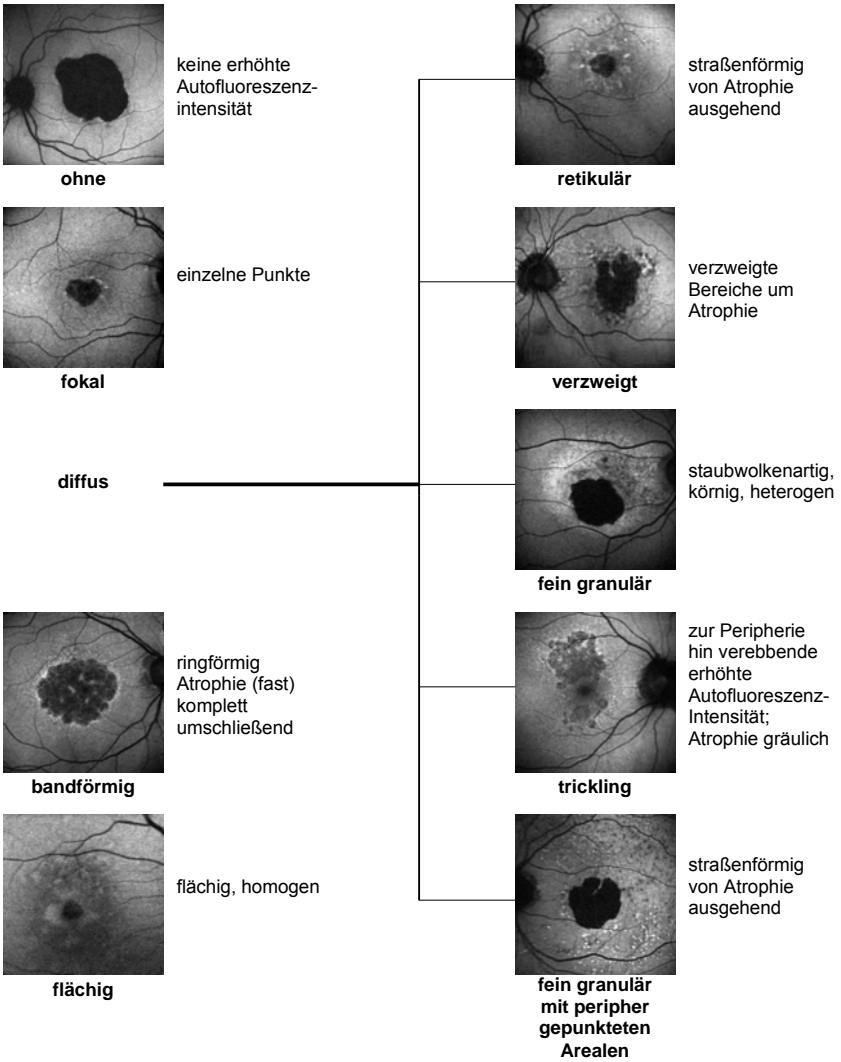 keine erhöhte
Autofluoreszenz-
intensität
ohne
einzelne Punkte
fokal
diffus
ringförmig
Atrophie (fast)
komplett
umschließend
bandförmig
flächig, homogen
flächig
straßenförmig
von Atrophie
ausgehend
retikulär
verzweigte
Bereiche um
Atrophie
verzweigt
staubwolkenartig,
körnig, heterogen
fein granulär
zur Peripherie
hin verebbende
erhöhte
Autofluoreszenz-
Intensität;
Atrophie gräulich
trickling
straßenförmig
von Atrophie
ausgehend
fein granulär
mit peripher
gepunkteten
Arealen